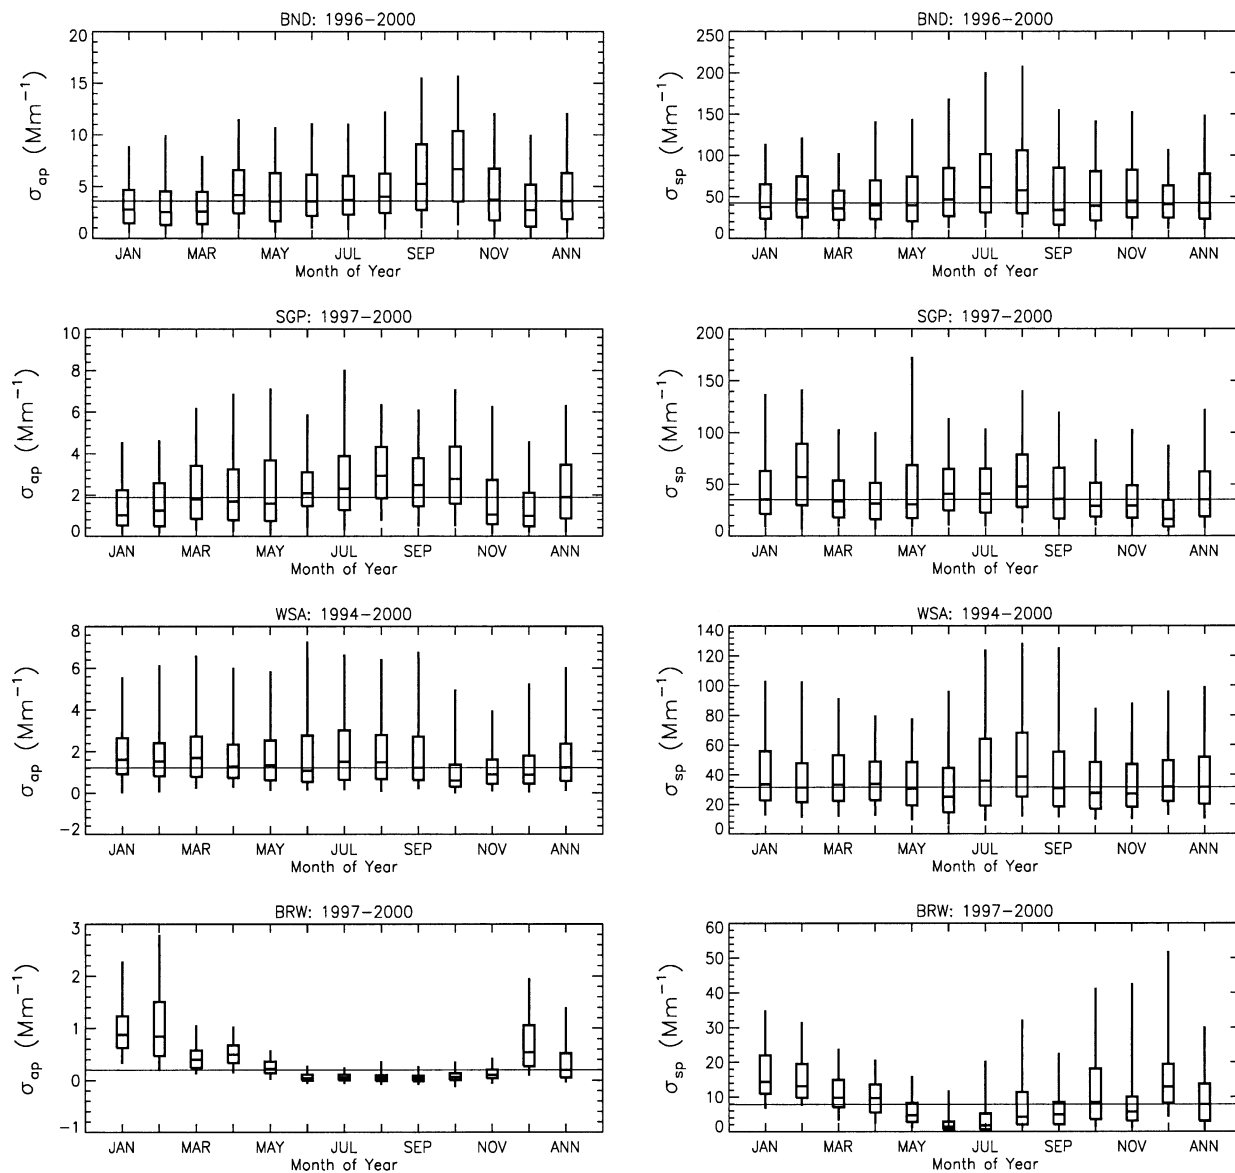 BND: 1996-2000
σap (Mm⁻¹)
20
15
10
5
0
JAN MAR MAY JUL SEP NOV ANN
Month of Year
BND: 1996-2000
σsp (Mm⁻¹)
250
200
150
100
50
0
JAN MAR MAY JUL SEP NOV ANN
Month of Year
SGP: 1997-2000
σap (Mm⁻¹)
10
8
6
4
2
0
JAN MAR MAY JUL SEP NOV ANN
Month of Year
SGP: 1997-2000
σsp (Mm⁻¹)
200
150
100
50
0
JAN MAR MAY JUL SEP NOV ANN
Month of Year
WSA: 1994-2000
σap (Mm⁻¹)
8
6
4
2
0
-2
JAN MAR MAY JUL SEP NOV ANN
Month of Year
WSA: 1994-2000
σsp (Mm⁻¹)
140
120
100
80
60
40
20
0
JAN MAR MAY JUL SEP NOV ANN
Month of Year
BRW: 1997-2000
σap (Mm⁻¹)
3
2
1
0
-1
JAN MAR MAY JUL SEP NOV ANN
Month of Year
BRW: 1997-2000
σsp (Mm⁻¹)
60
50
40
30
20
10
0
JAN MAR MAY JUL SEP NOV ANN
Month of Year